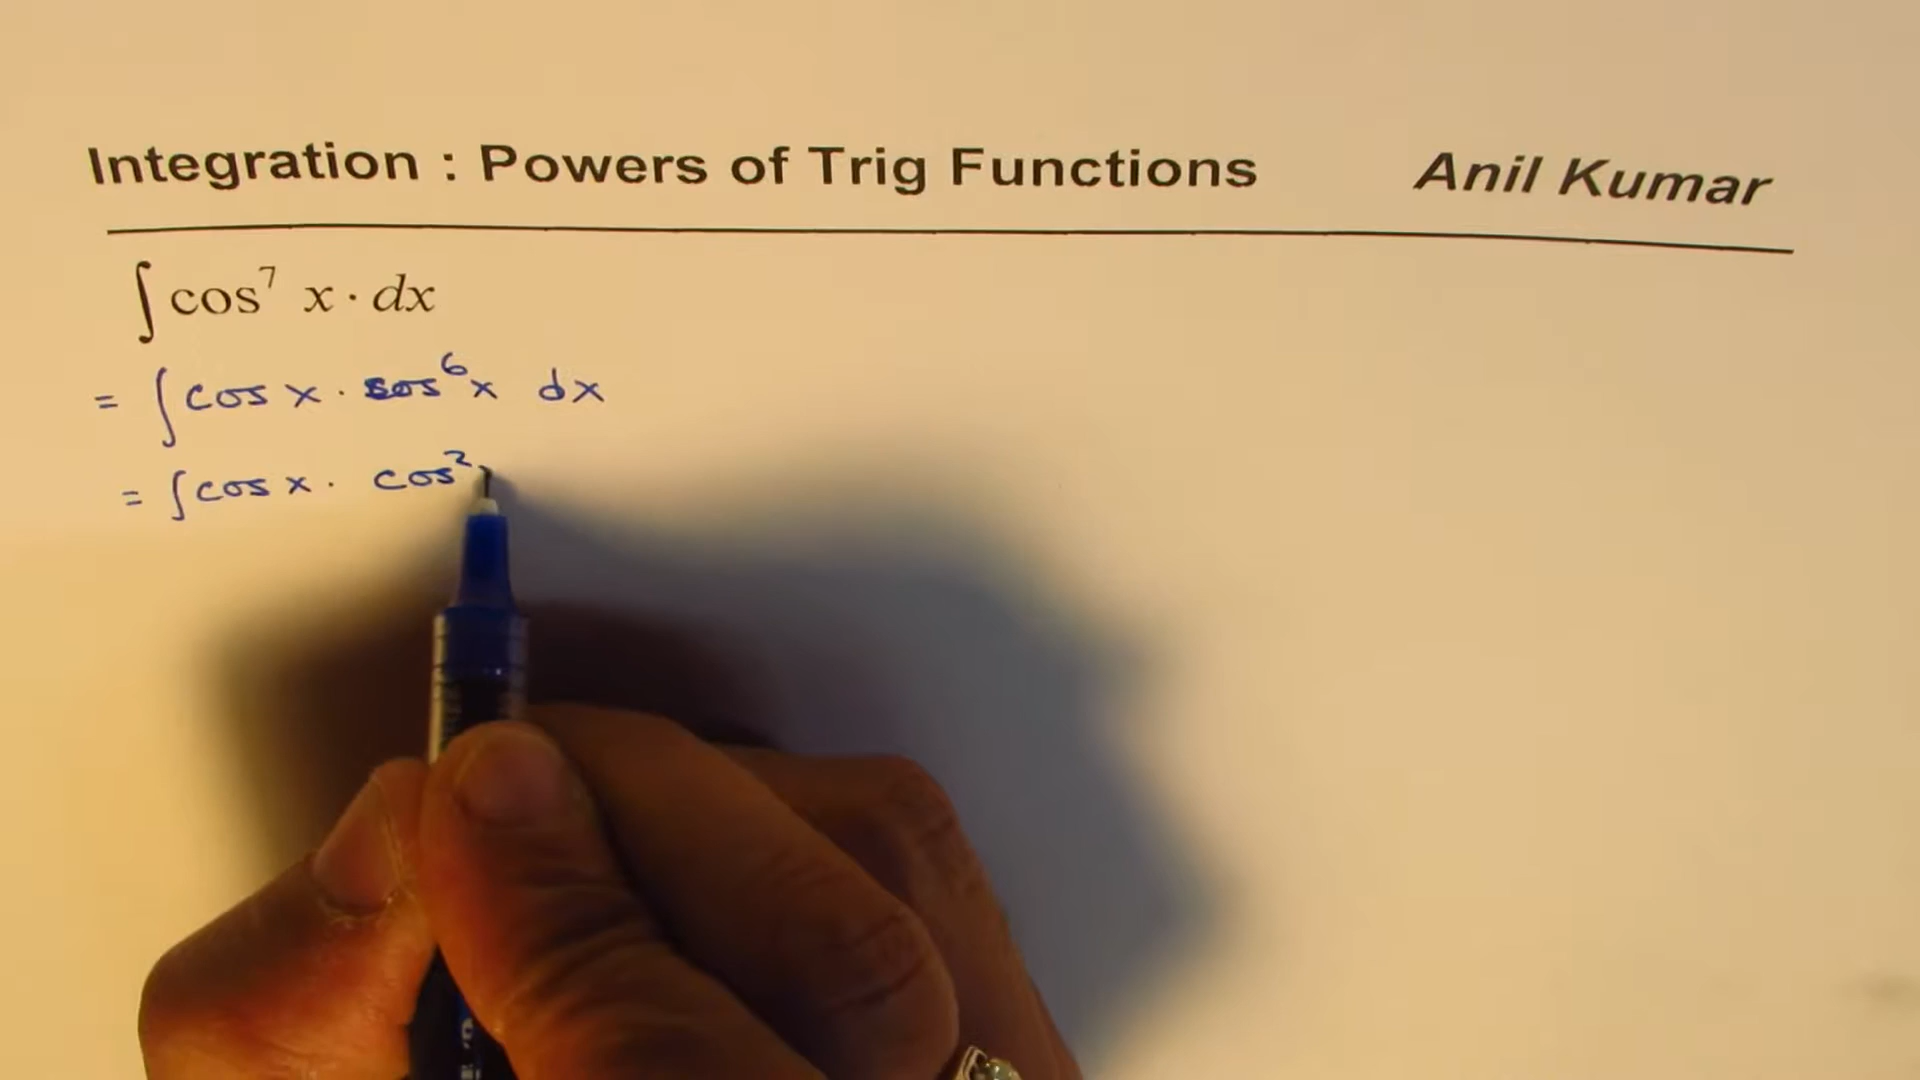 Integration : Powers of Trig Functions Anil Kumar
∫ cos⁷ x · dx
= ∫ cos x · cos⁶x dx
= ∫ cos x · cos²